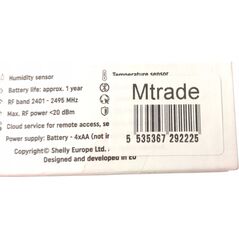 Humidity sensor
Temperature sensor
Battery life: approx. 1 year
RF band 2401 - 2495 MHz
Max. RF power <20 dBm
Cloud service for remote access,
Power supply: Battery - 4xAA (not
Copyright © Shelly Europe Ltd.
Designed and developed in EU
Mtrade
5 535367 292225